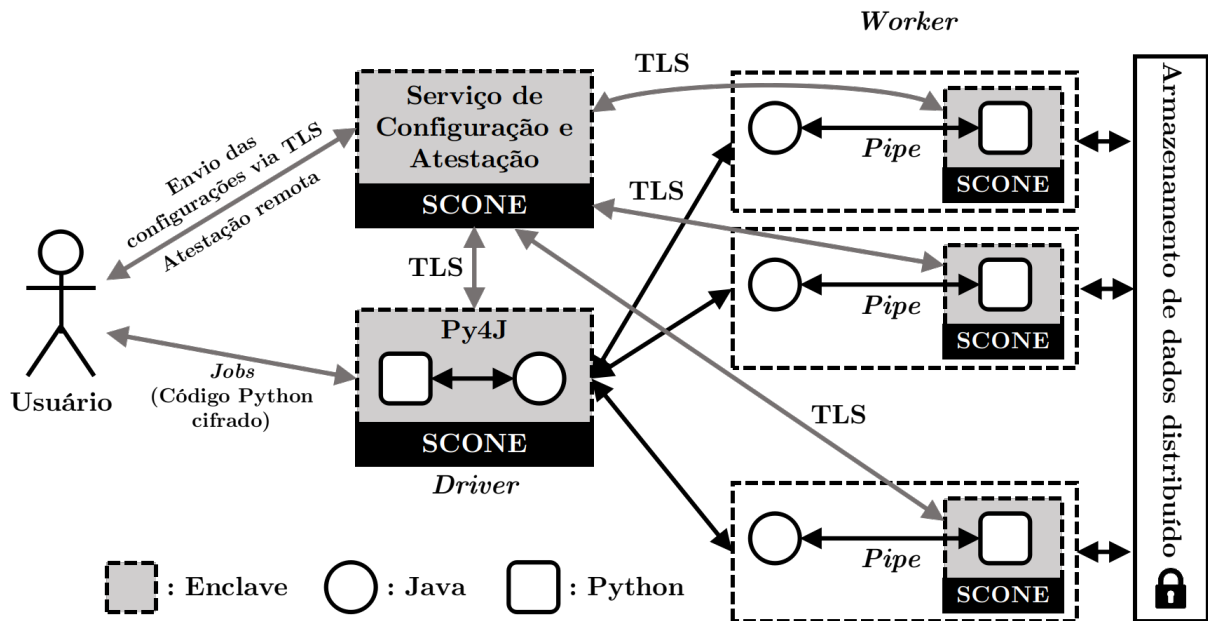 Worker
TLS
Serviço de
Configuração e
Atestação
SCONE
Envio das
configurações via TLS
Atestação remota
Pipe
SCONE
TLS
TLS
Pipe
SCONE
Py4J
Jobs
(Código Python
cifrado)
Usuário
SCONE
Driver
TLS
Pipe
SCONE
Armazenamento de dados distribuído
: Enclave
: Java
: Python